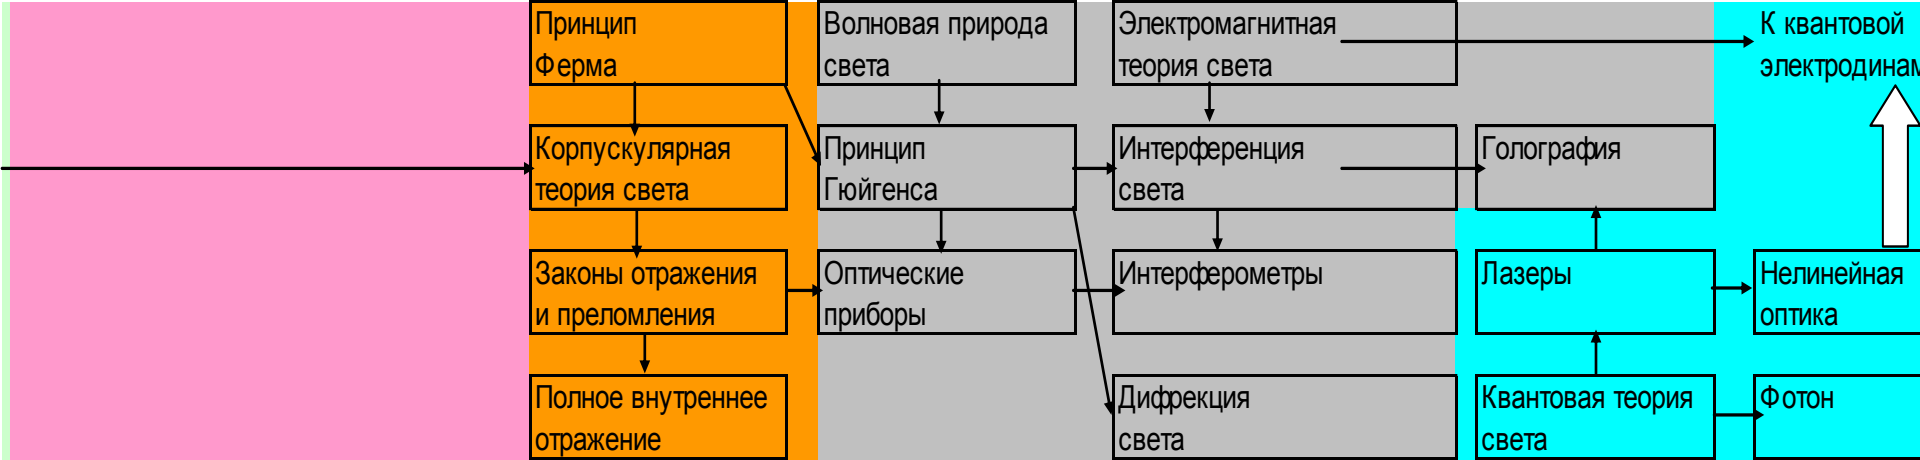 Принцип
Ферма
Волновая природа
света
Электромагнитная
теория света
К квантовой
электродинам
Корпускулярная
теория света
Принцип
Гюйгенса
Интерференция
света
Голография
Законы отражения
и преломления
Оптические
приборы
Интерферометры
Лазеры
Нелинейная
оптика
Полное внутреннее
отражение
Дифрекция
света
Квантовая теория
света
Фотон